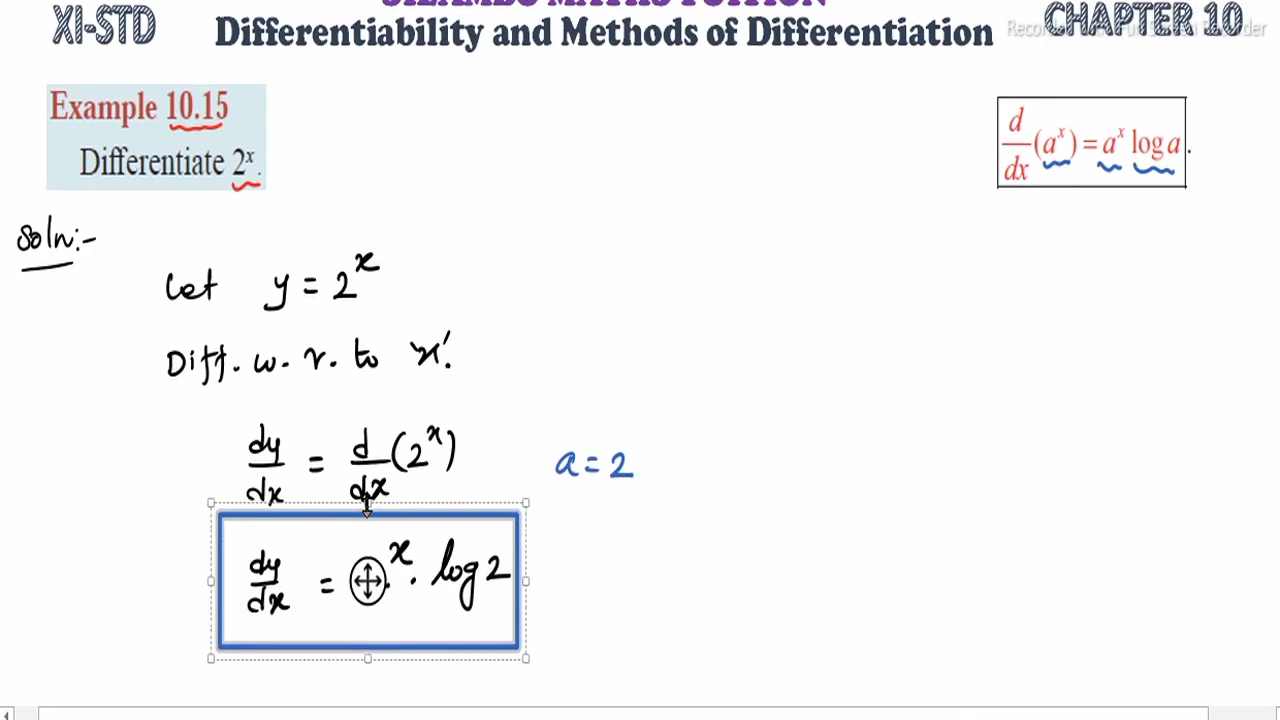 XI-STD
Differentiability and Methods of Differentiation
CHAPTER 10
Example 10.15
Differentiate 2ˣ.
d/dx (aˣ) = aˣ log a.
Soln:-
Let y = 2ˣ
Diff. w. r. to 'x'.
dy/dx = d/dx (2ˣ)
a = 2
dy/dx = ˣ . log 2